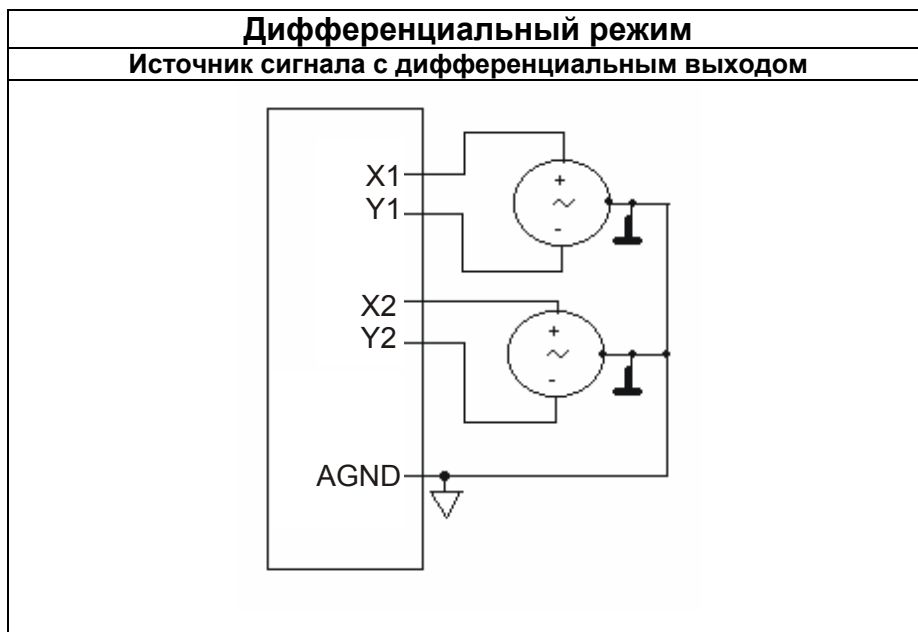 Дифференциальный режим
Источник сигнала с дифференциальным выходом
X1
+
~
Y1
-
X2
+
Y2
~
-
AGND